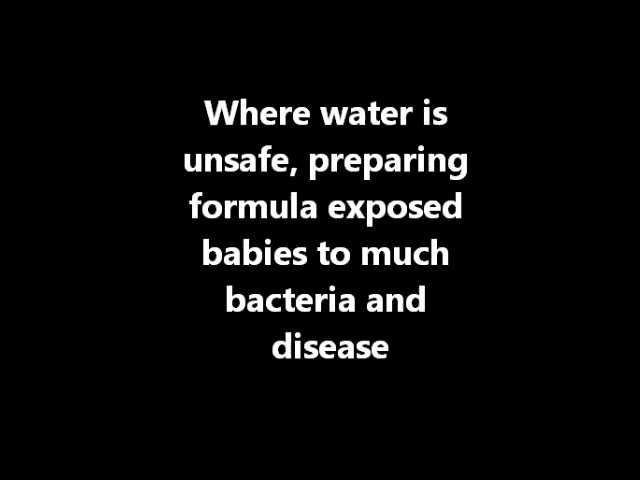 Where water is
unsafe, preparing
formula exposed
babies to much
bacteria and
disease